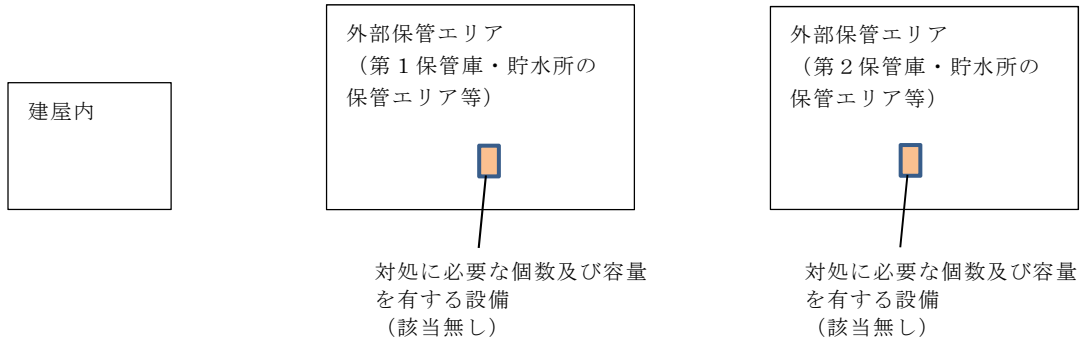 建屋内
外部保管エリア
（第１保管庫・貯水所の
保管エリア等）
対処に必要な個数及び容量
を有する設備
（該当無し）
外部保管エリア
（第２保管庫・貯水所の
保管エリア等）
対処に必要な個数及び容量
を有する設備
（該当無し）